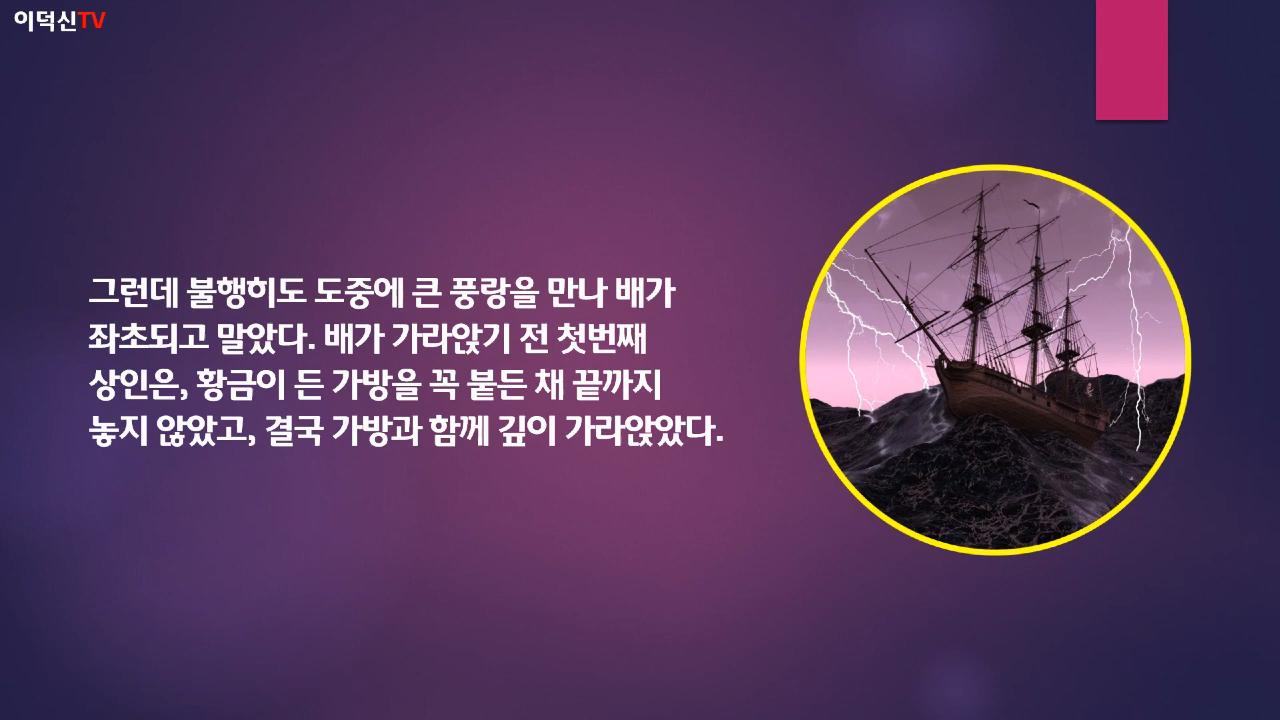 이덕신TV
그런데 불행히도 도중에 큰 풍랑을 만나 배가
좌초되고 말았다. 배가 가라앉기 전 첫번째
상인은, 황금이 든 가방을 꼭 붙든 채 끝까지
놓지 않았고, 결국 가방과 함께 깊이 가라앉았다.